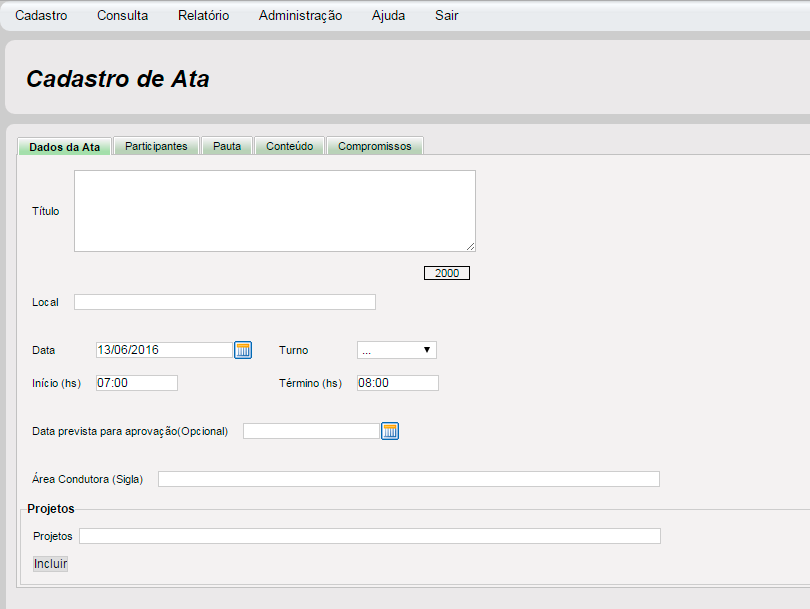 Cadastro Consulta Relatório Administração Ajuda Sair
Cadastro de Ata
Dados da Ata Participantes Pauta Conteúdo Compromissos
Título
2000
Local
Data 13/06/2016 Turno ...
Início (hs) 07:00 Término (hs) 08:00
Data prevista para aprovação(Opcional)
Área Condutora (Sigla)
Projetos
Projetos
Incluir